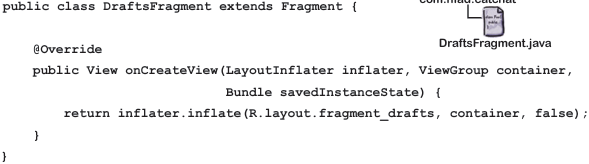 public class DraftsFragment extends Fragment {
com.hfad.catchat
DraftsFragment.java
@Override
public View onCreateView(LayoutInflater inflater, ViewGroup container,
Bundle savedInstanceState) {
return inflater.inflate(R.layout.fragment_drafts, container, false);
}
}